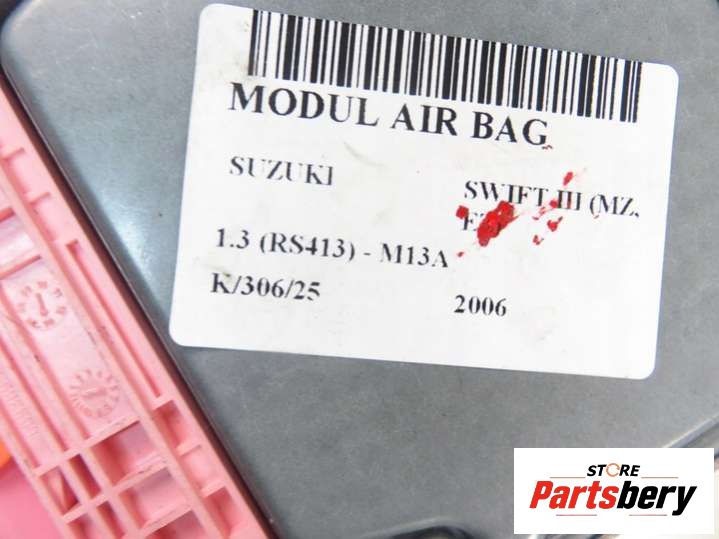 MODUL AIR BAG
SUZUKI
SWIFT III (MZ,
1.3 (RS413) - M13A
K/306/25
2006
STORE
Partsbery